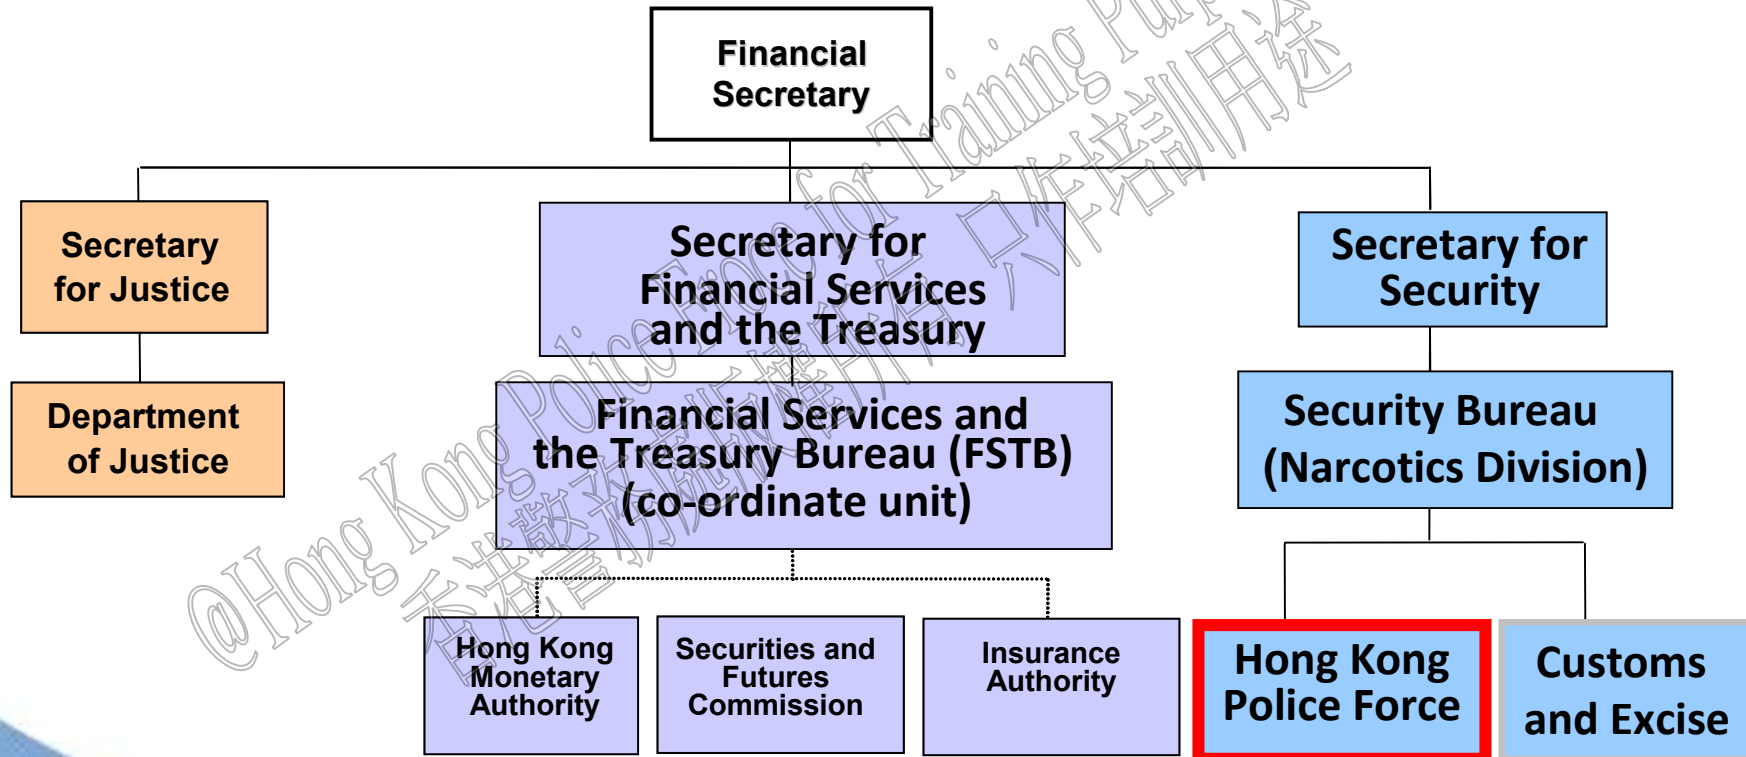 Financial
Secretary
Secretary
for Justice
Secretary for
Financial Services
and the Treasury
Secretary for
Security
Department
of Justice
Financial Services and
the Treasury Bureau (FSTB)
(co-ordinate unit)
Security Bureau
(Narcotics Division)
Hong Kong
Monetary
Authority
Securities and
Futures
Commission
Insurance
Authority
Hong Kong
Police Force
Customs
and Excise
@Hong Kong Police Froce for Training Purp
香港警務處版權所有 只作培訓用途